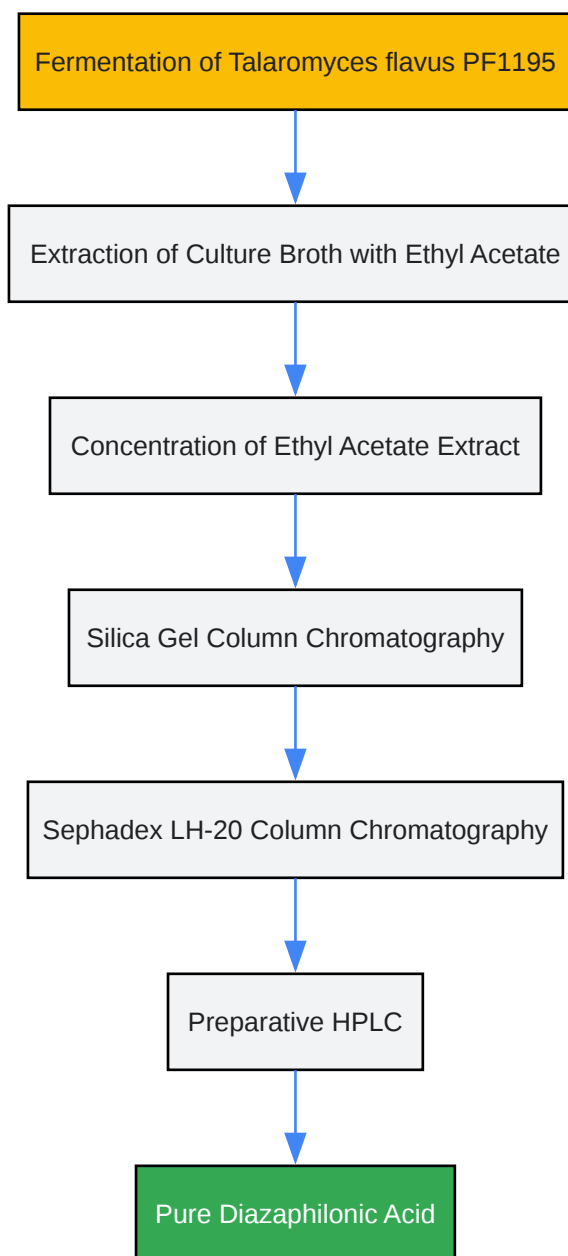 Fermentation of Talaromyces flavus PF1195
Extraction of Culture Broth with Ethyl Acetate
Concentration of Ethyl Acetate Extract
Silica Gel Column Chromatography
Sephadex LH-20 Column Chromatography
Preparative HPLC
Pure Diazaphilonic Acid